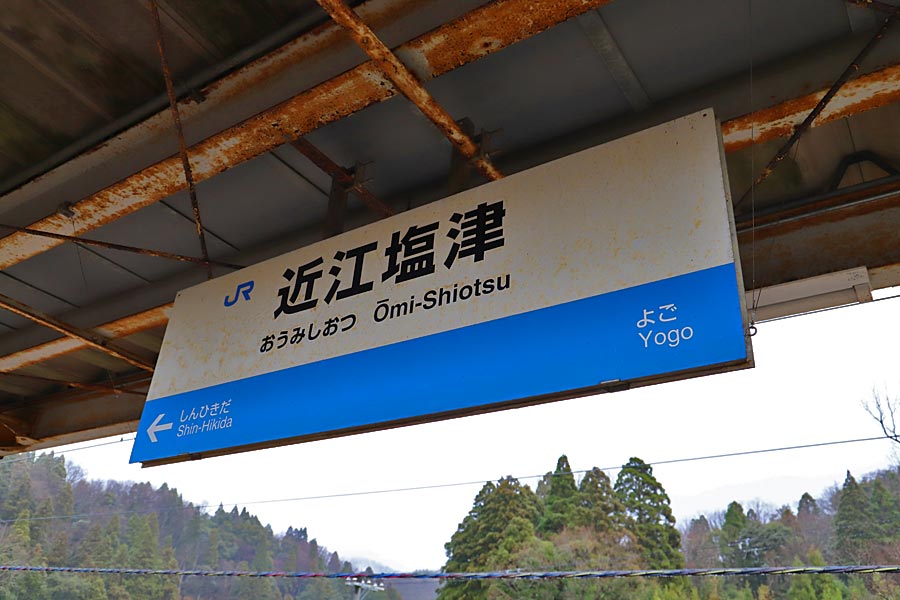 JR 近江塩津
おうみしおつ Ōmi-Shiotsu
よご
Yogo
しんひきだ
Shin-Hikida